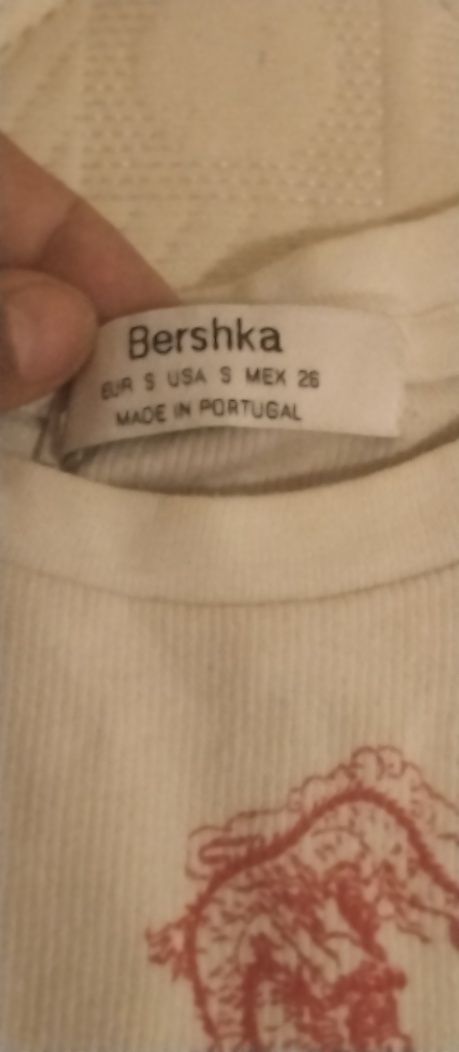 Bershka
EUR S USA S MEX 26
MADE IN PORTUGAL